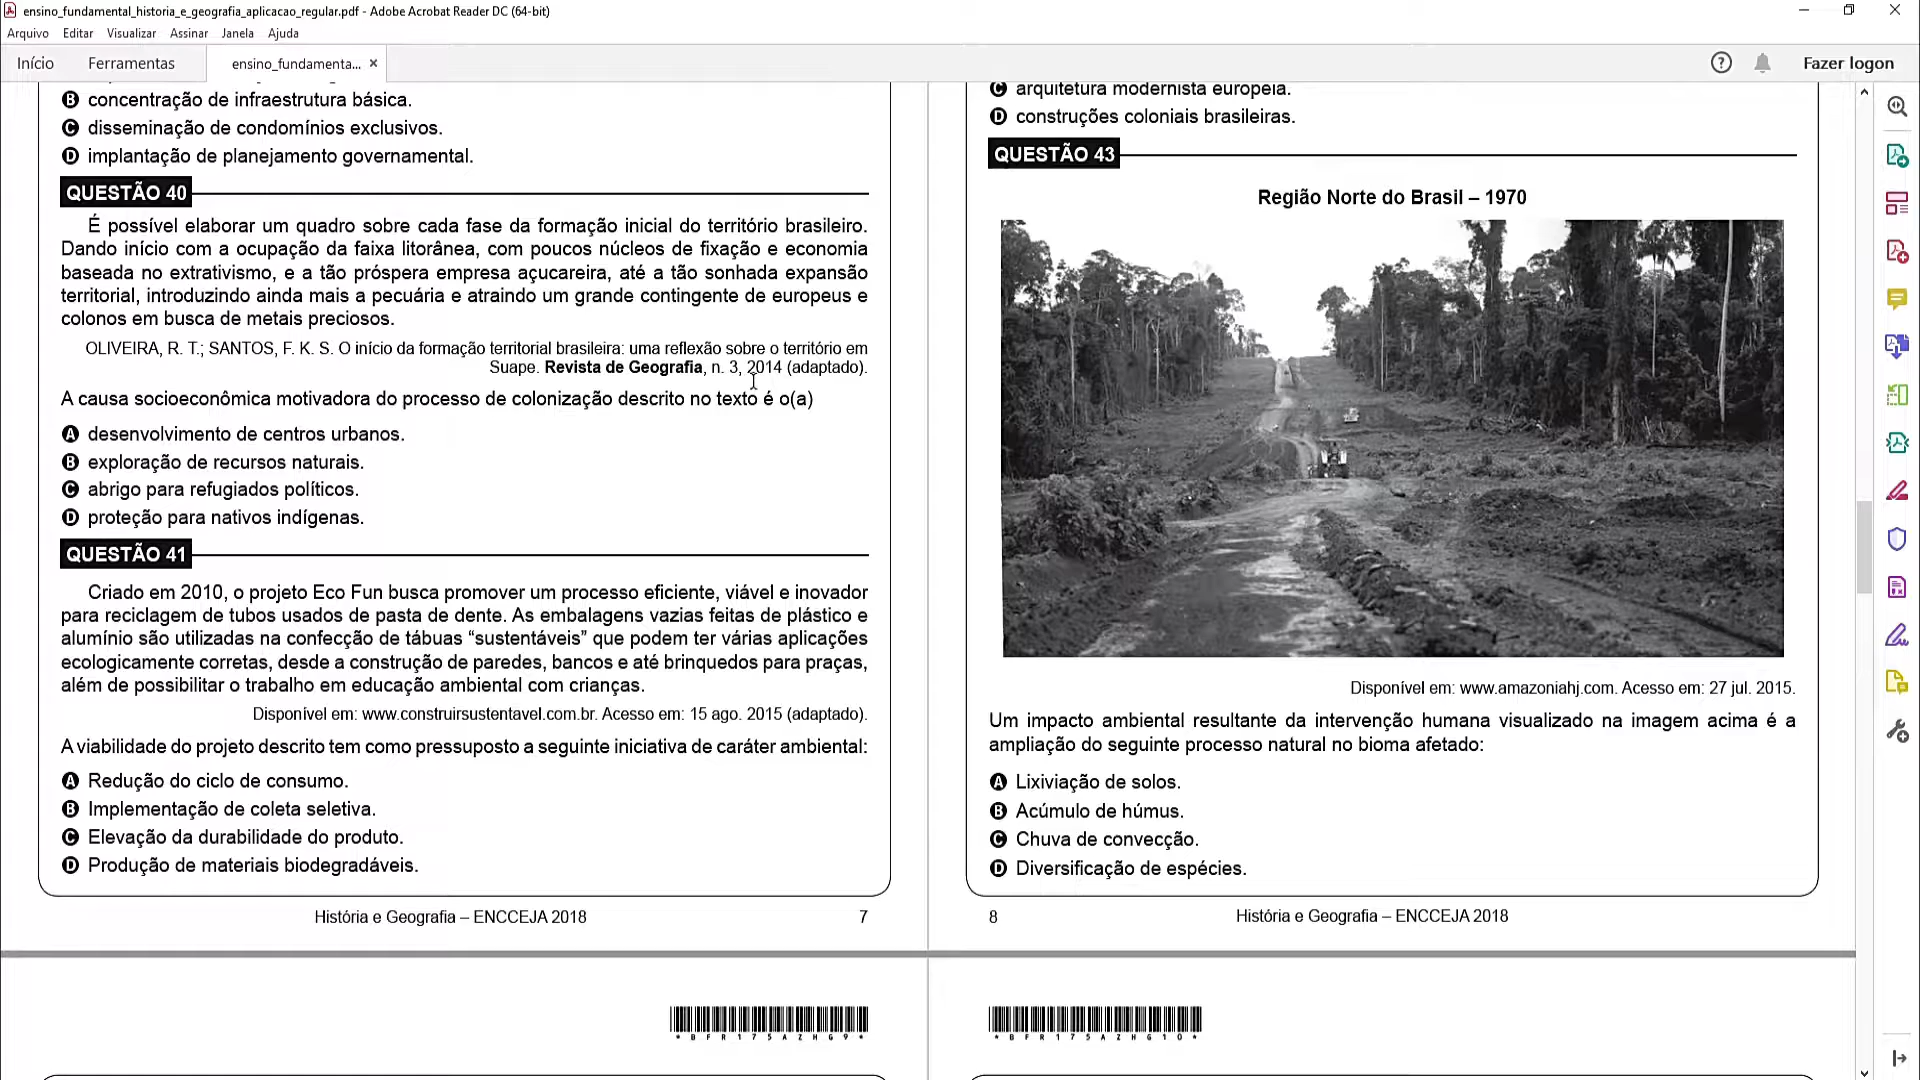 ensino_fundamental_historia_e_geografia_aplicacao_regular.pdf - Adobe Acrobat Reader DC (64-bit)
Arquivo Editar Visualizar Assinar Janela Ajuda
Início Ferramentas ensino_fundamenta... × Fazer logon
B concentração de infraestrutura básica.
C disseminação de condomínios exclusivos.
D implantação de planejamento governamental.
QUESTÃO 40
É possível elaborar um quadro sobre cada fase da formação inicial do território brasileiro.
Dando início com a ocupação da faixa litorânea, com poucos núcleos de fixação e economia
baseada no extrativismo, e a tão próspera empresa açucareira, até a tão sonhada expansão
territorial, introduzindo ainda mais a pecuária e atraindo um grande contingente de europeus e
colonos em busca de metais preciosos.
OLIVEIRA, R. T.; SANTOS, F. K. S. O início da formação territorial brasileira: uma reflexão sobre o território em
Suape. Revista de Geografia, n. 3, 2014 (adaptado).
A causa socioeconômica motivadora do processo de colonização descrito no texto é o(a)
A desenvolvimento de centros urbanos.
B exploração de recursos naturais.
C abrigo para refugiados políticos.
D proteção para nativos indígenas.
QUESTÃO 41
Criado em 2010, o projeto Eco Fun busca promover um processo eficiente, viável e inovador
para reciclagem de tubos usados de pasta de dente. As embalagens vazias feitas de plástico e
alumínio são utilizadas na confecção de tábuas “sustentáveis” que podem ter várias aplicações
ecologicamente corretas, desde a construção de paredes, bancos e até brinquedos para praças,
além de possibilitar o trabalho em educação ambiental com crianças.
Disponível em: www.construirsustentavel.com.br. Acesso em: 15 ago. 2015 (adaptado).
A viabilidade do projeto descrito tem como pressuposto a seguinte iniciativa de caráter ambiental:
A Redução do ciclo de consumo.
B Implementação de coleta seletiva.
C Elevação da durabilidade do produto.
D Produção de materiais biodegradáveis.
História e Geografia – ENCCEJA 2018 7
*BFR175AZHG9*
C arquitetura modernista europeia.
D construções coloniais brasileiras.
QUESTÃO 43
Região Norte do Brasil – 1970
Disponível em: www.amazoniahj.com. Acesso em: 27 jul. 2015.
Um impacto ambiental resultante da intervenção humana visualizado na imagem acima é a
ampliação do seguinte processo natural no bioma afetado:
A Lixiviação de solos.
B Acúmulo de húmus.
C Chuva de convecção.
D Diversificação de espécies.
8 História e Geografia – ENCCEJA 2018
*BFR175AZHG10*